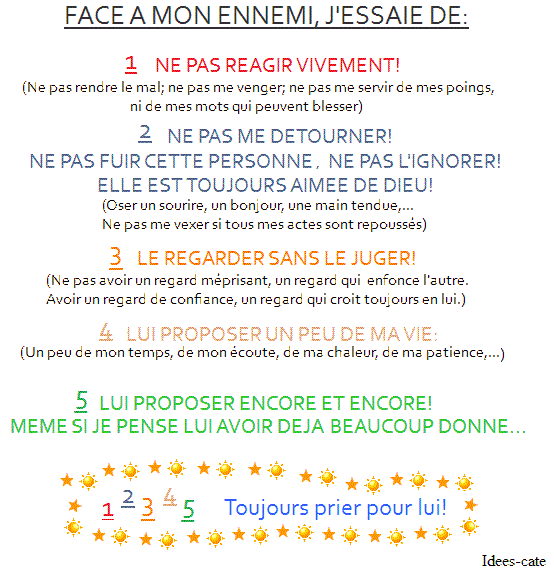 FACE A MON ENNEMI, J'ESSAIE DE:
1 NE PAS REAGIR VIVEMENT!
(Ne pas rendre le mal; ne pas me venger; ne pas me servir de mes poings,
ni de mes mots qui peuvent blesser)
2 NE PAS ME DETOURNER!
NE PAS FUIR CETTE PERSONNE, NE PAS L'IGNORER!
ELLE EST TOUJOURS AIMEE DE DIEU!
(Oser un sourire, un bonjour, une main tendue,...
Ne pas me vexer si tous mes actes sont repoussés)
3 LE REGARDER SANS LE JUGER!
(Ne pas avoir un regard méprisant, un regard qui enfonce l'autre.
Avoir un regard de confiance, un regard qui croit toujours en lui.)
4 LUI PROPOSER UN PEU DE MA VIE:
(Un peu de mon temps, de mon écoute, de ma chaleur, de ma patience,...)
5 LUI PROPOSER ENCORE ET ENCORE!
MEME SI JE PENSE LUI AVOIR DEJA BEAUCOUP DONNE...
1 2 3 4 5 Toujours prier pour lui!
Idees-cate